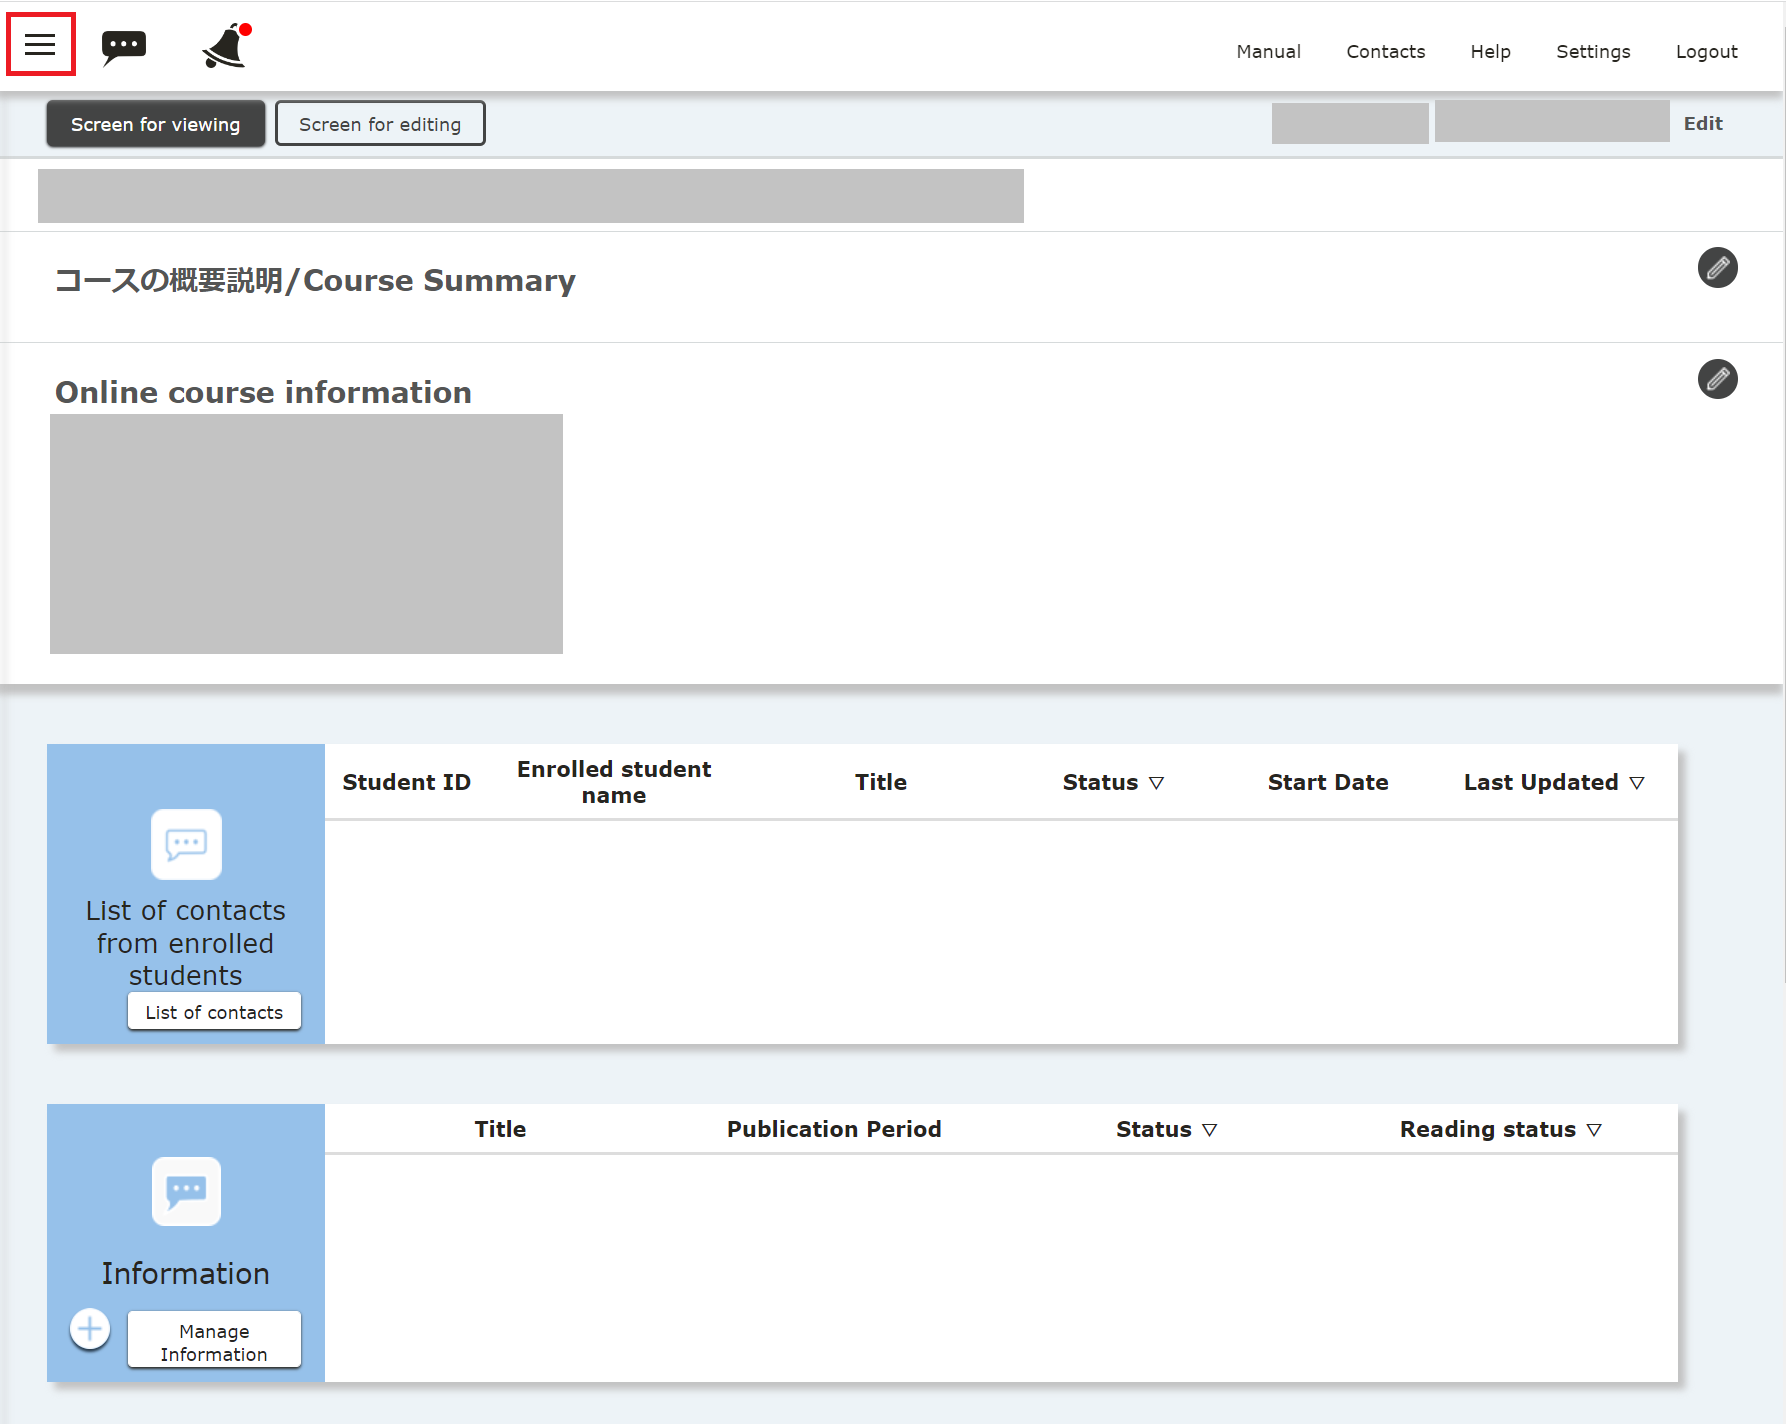 Manual Contacts Help Settings Logout
Screen for viewing Screen for editing Edit
コースの概要説明/Course Summary
Online course information
Student ID Enrolled student name Title Status ▽ Start Date Last Updated ▽
List of contacts
from enrolled
students
List of contacts
Title Publication Period Status ▽ Reading status ▽
Information
Manage
Information